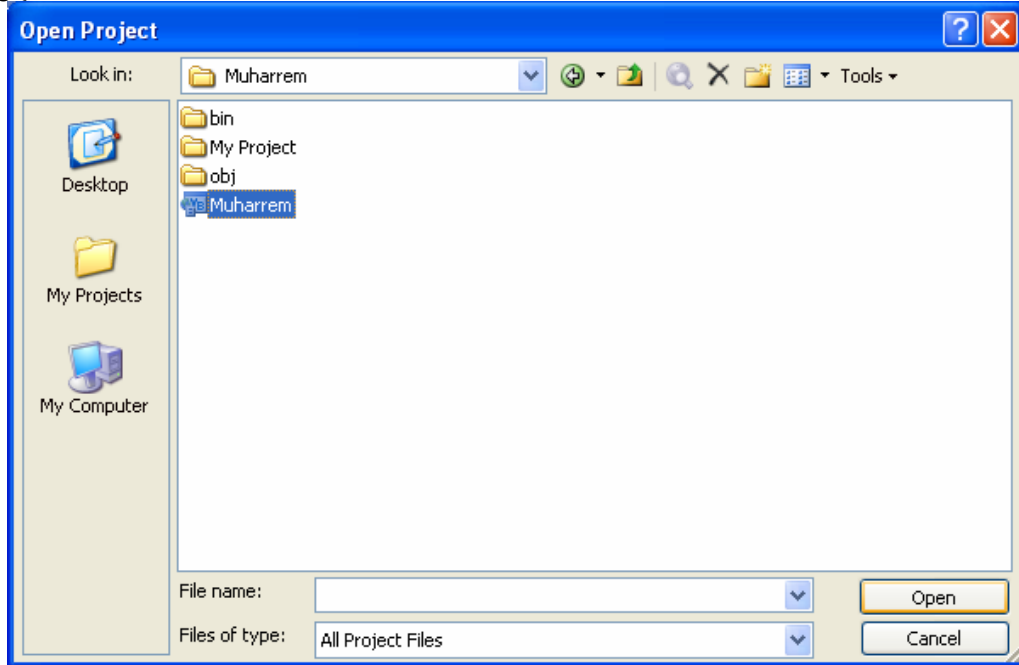 Open Project
Look in:
Muharrem
Tools
Desktop
My Projects
My Computer
bin
My Project
obj
VB Muharrem
File name:
Open
Files of type:
All Project Files
Cancel